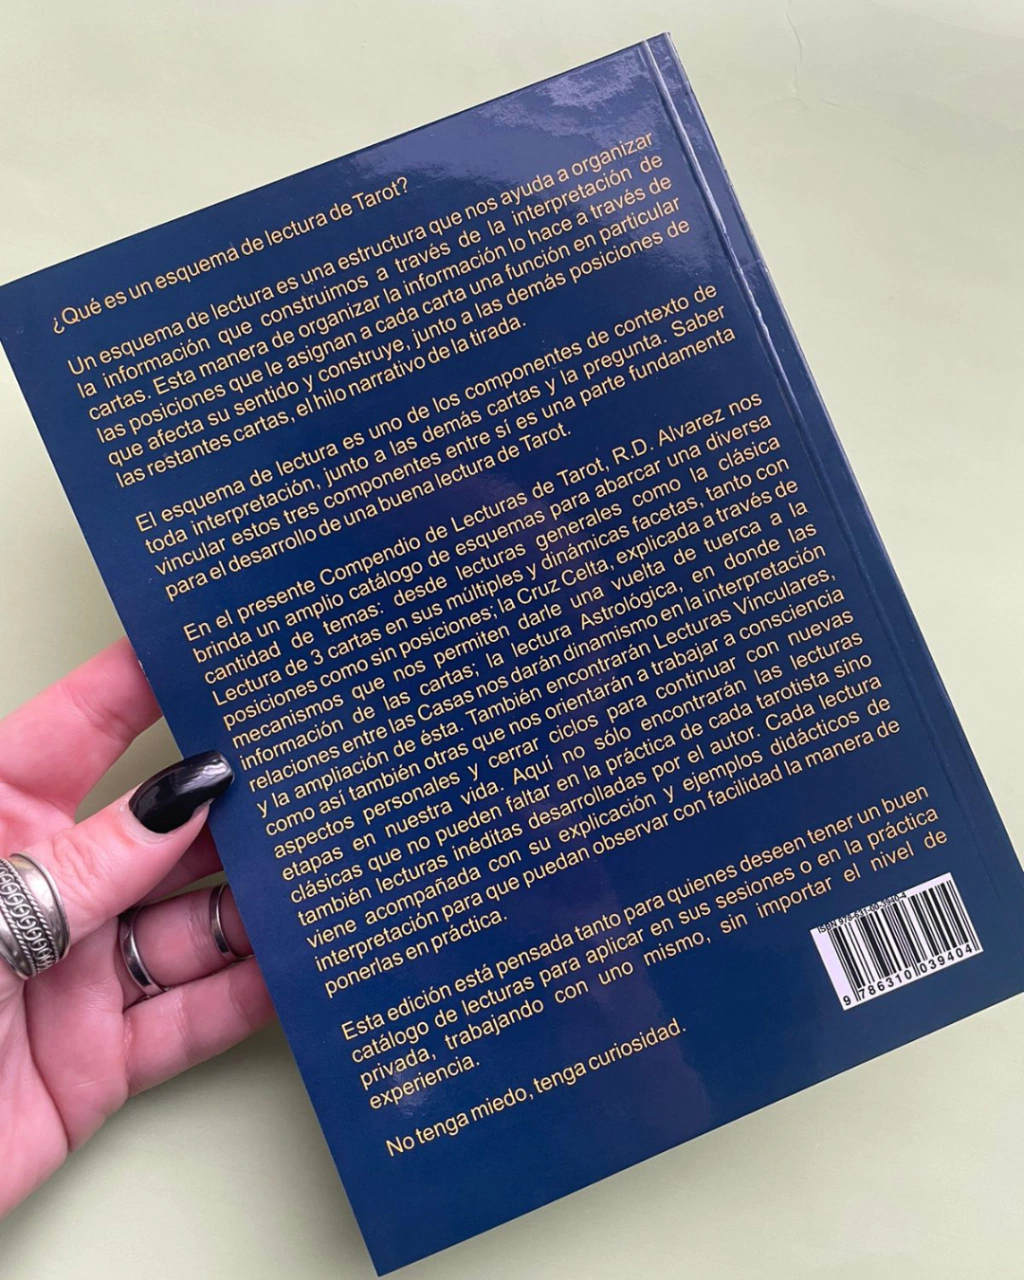 ¿Qué es un esquema de lectura de Tarot?
Un esquema de lectura es una estructura que nos ayuda a organizar
la información que construimos a través de la interpretación de
cartas. Esta manera de organizar la información lo hace a través de
las posiciones que le asignan a cada carta una función en particular
que afecta su sentido y construye, junto a las demás posiciones de
las restantes cartas, el hilo narrativo de la tirada.
El esquema de lectura es uno de los componentes de contexto de
toda interpretación, junto a las demás cartas y la pregunta. Saber
vincular estos tres componentes entre sí es una parte fundamenta
para el desarrollo de una buena lectura de Tarot.
En el presente Compendio de Lecturas de Tarot, R.D. Alvarez nos
brinda un amplio catálogo de esquemas para abarcar una diversa
cantidad de temas: desde lecturas generales como la clásica
Lectura de 3 cartas en sus múltiples y dinámicas facetas, tanto con
posiciones como sin posiciones; la Cruz Celta, explicada a través de
mecanismos que nos permiten darle una vuelta de tuerca a la
información de las cartas; la lectura Astrológica, en donde las
relaciones entre las Casas nos darán dinamismo en la interpretación
y la ampliación de ésta. También encontrarán Lecturas Vinculares,
como así también otras que nos orientarán a trabajar a consciencia
aspectos personales y cerrar ciclos para continuar con nuevas
etapas en nuestra vida. Aquí no sólo encontrarán las lecturas
clásicas que no pueden faltar en la práctica de cada tarotista sino
también lecturas inéditas desarrolladas por el autor. Cada lectura
viene acompañada con su explicación y ejemplos didácticos de
interpretación para que puedan observar con facilidad la manera de
ponerlas en práctica.
Esta edición está pensada tanto para quienes deseen tener un buen
catálogo de lecturas para aplicar en sus sesiones o en la práctica
privada, trabajando con uno mismo, sin importar el nivel de
experiencia.
No tenga miedo, tenga curiosidad.
ISBN 978-631-00-3940-4
9 786310 039404